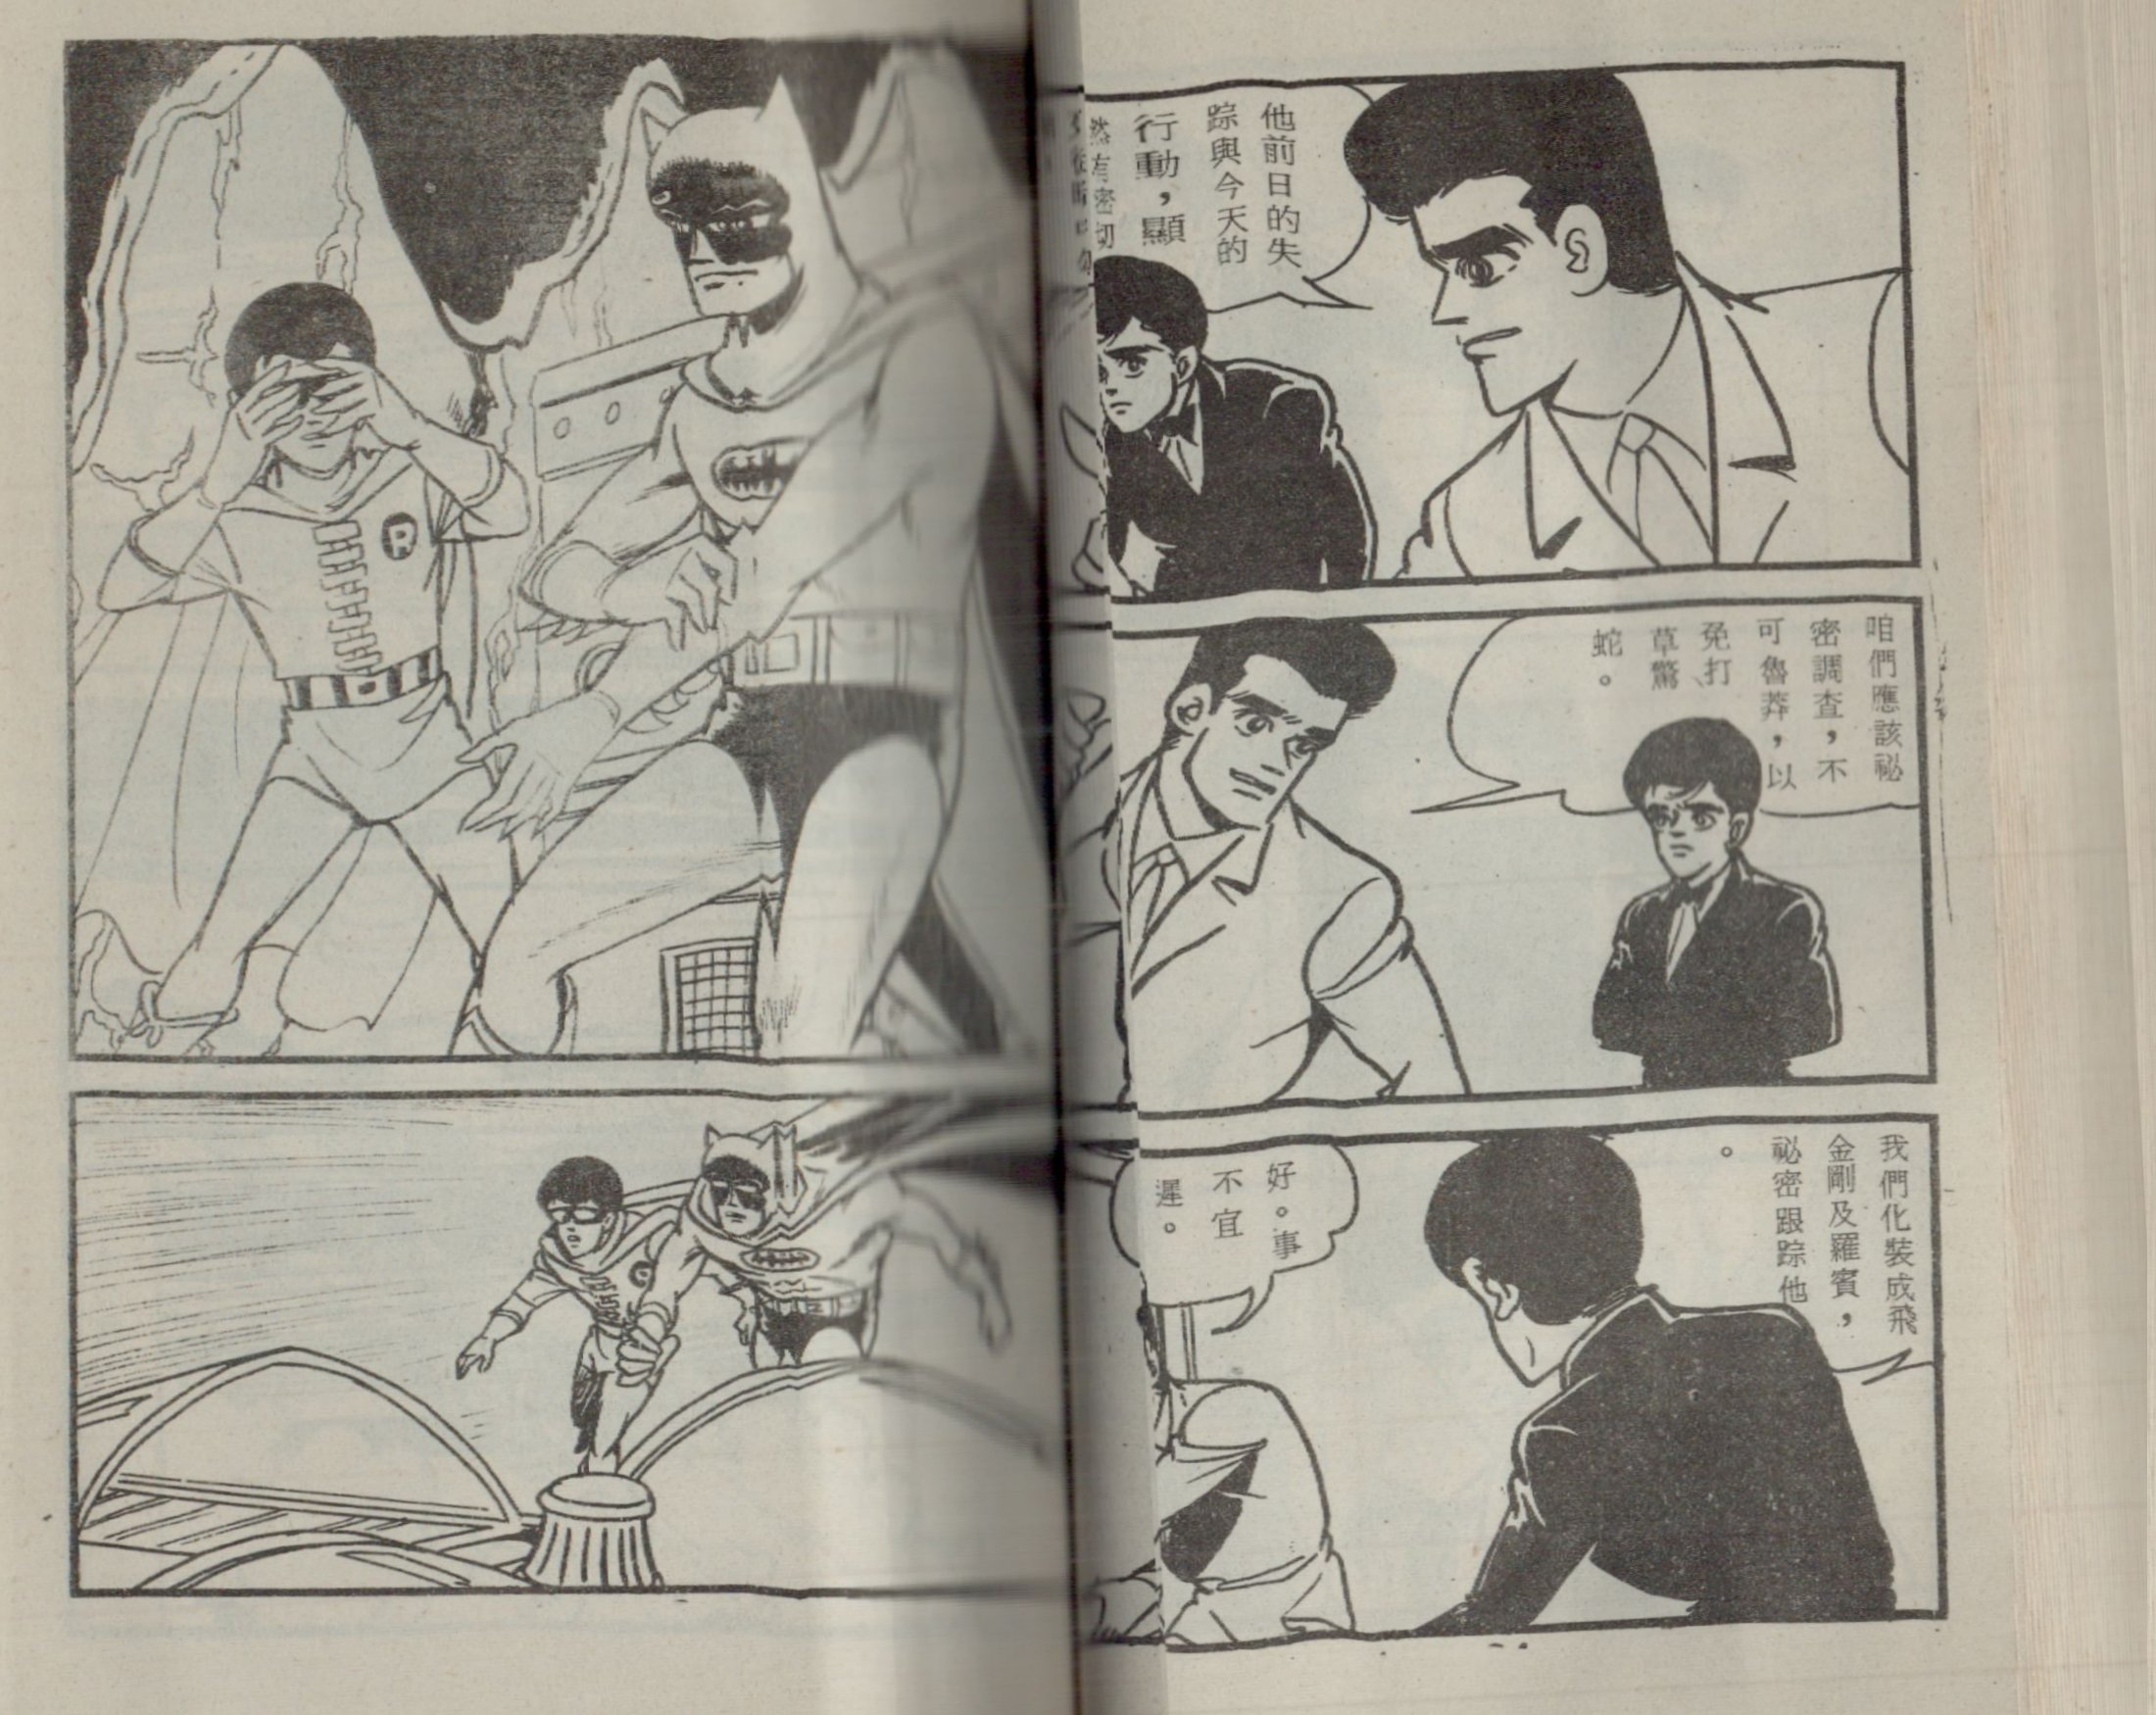 他前日的失
踪與今天的
行動，顯
然有密切
咱們應該祕
密調查，不
可魯莽，以
免打
草驚
蛇。
我們化裝成飛
金剛及羅賓，
祕密跟踪他
。
好。事
不宜
遲。
R